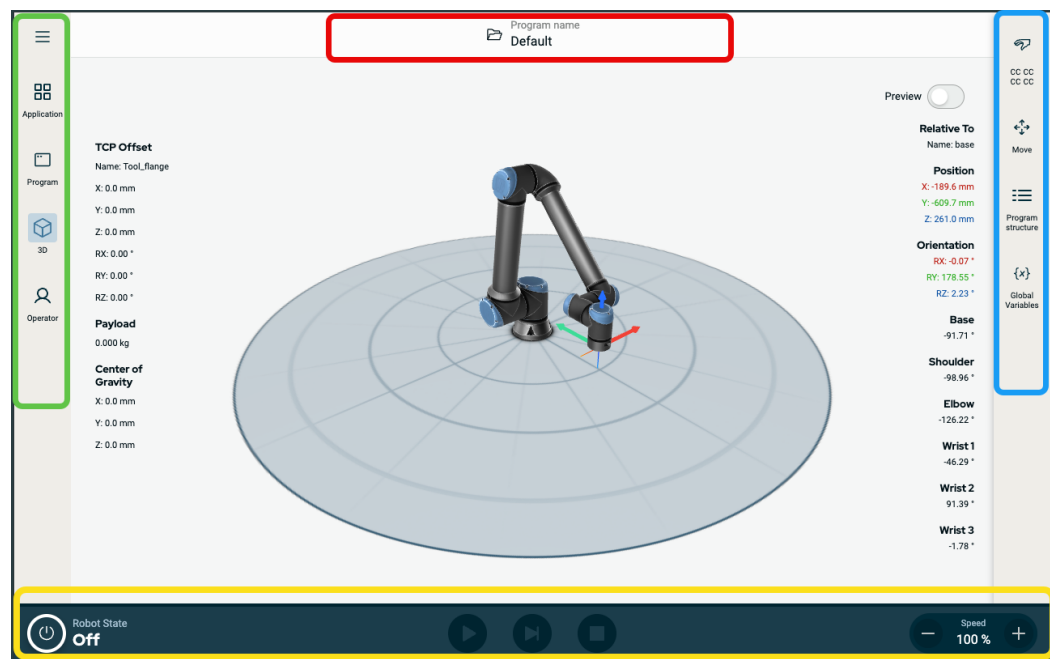 Program name
Default
Application
Program
3D
Operator
TCP Offset
Name: Tool_flange
X: 0.0 mm
Y: 0.0 mm
Z: 0.0 mm
RX: 0.00 °
RY: 0.00 °
RZ: 0.00 °
Payload
0.000 kg
Center of
Gravity
X: 0.0 mm
Y: 0.0 mm
Z: 0.0 mm
Preview
Relative To
Name: base
Position
X: -189.6 mm
Y: -609.7 mm
Z: 261.0 mm
Orientation
RX: -0.07 °
RY: 178.55 °
RZ: 2.23 °
Base
-91.71 °
Shoulder
-98.96 °
Elbow
-126.22 °
Wrist 1
-46.29 °
Wrist 2
91.39 °
Wrist 3
-1.78 °
CC CC
CC CC
Move
Program
structure
{x}
Global
Variables
Robot State
Off
Speed
100 %